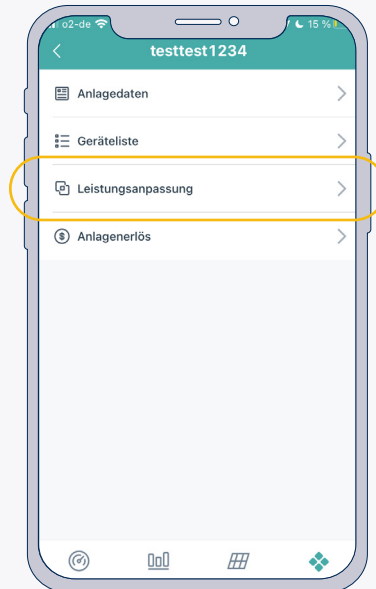 o2-de 15 %
testtest1234
Anlagedaten
Geräteliste
Leistungsanpassung
Anlagenerlös